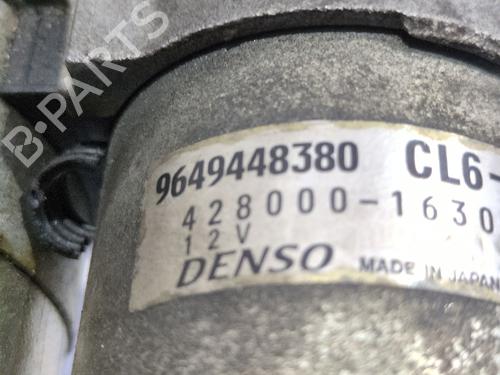 B-PARTS
9649448380 CL6-
428000-1630
12V
DENSO MADE IN JAPAN